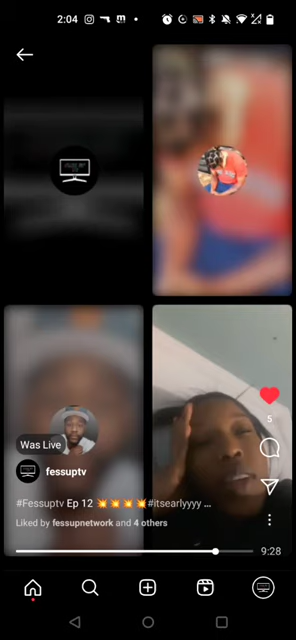 2:04
Was Live
fessuptv
5
#Fessuptv Ep 12 💥💥💥💥#itsearlyyyy ...
Liked by fessupnetwork and 4 others
9:28